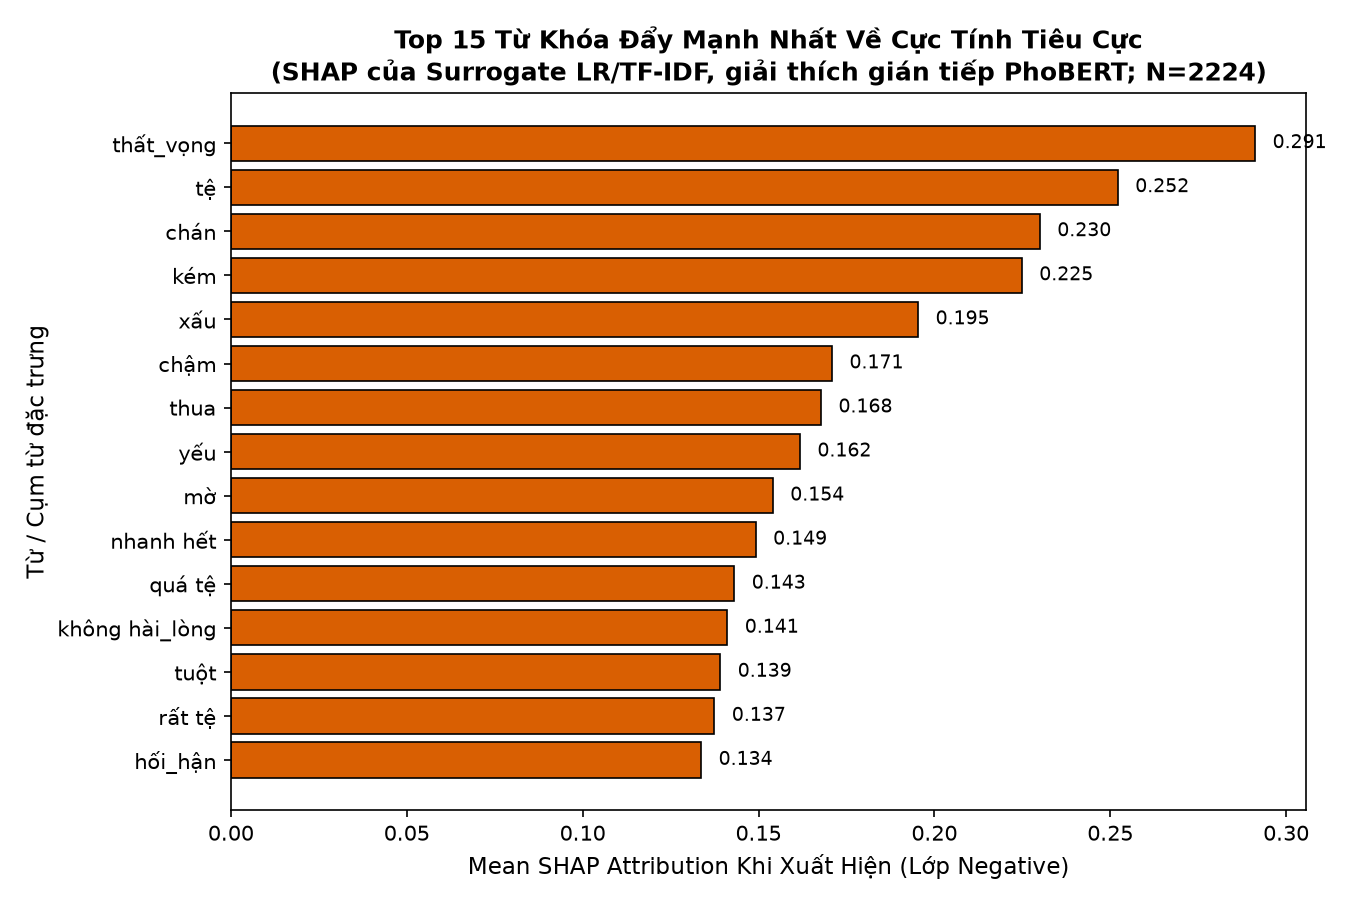 Top 15 Từ Khóa Đẩy Mạnh Nhất Về Cực Tính Tiêu Cực
(SHAP của Surrogate LR/TF-IDF, giải thích gián tiếp PhoBERT; N=2224)
Từ / Cụm từ đặc trưng
thất_vọng 0.291
tệ 0.252
chán 0.230
kém 0.225
xấu 0.195
chậm 0.171
thua 0.168
yếu 0.162
mờ 0.154
nhanh hết 0.149
quá tệ 0.143
không hài_lòng 0.141
tuột 0.139
rất tệ 0.137
hối_hận 0.134
0.00 0.05 0.10 0.15 0.20 0.25 0.30
Mean SHAP Attribution Khi Xuất Hiện (Lớp Negative)